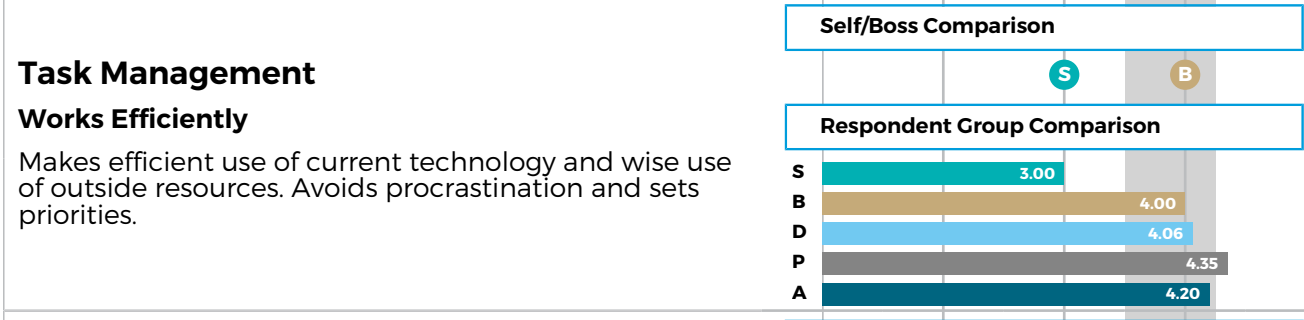 Task Management
Works Efficiently
Makes efficient use of current technology and wise use
of outside resources. Avoids procrastination and sets
priorities.
Self/Boss Comparison
S B
Respondent Group Comparison
S 3.00
B 4.00
D 4.06
P 4.35
A 4.20